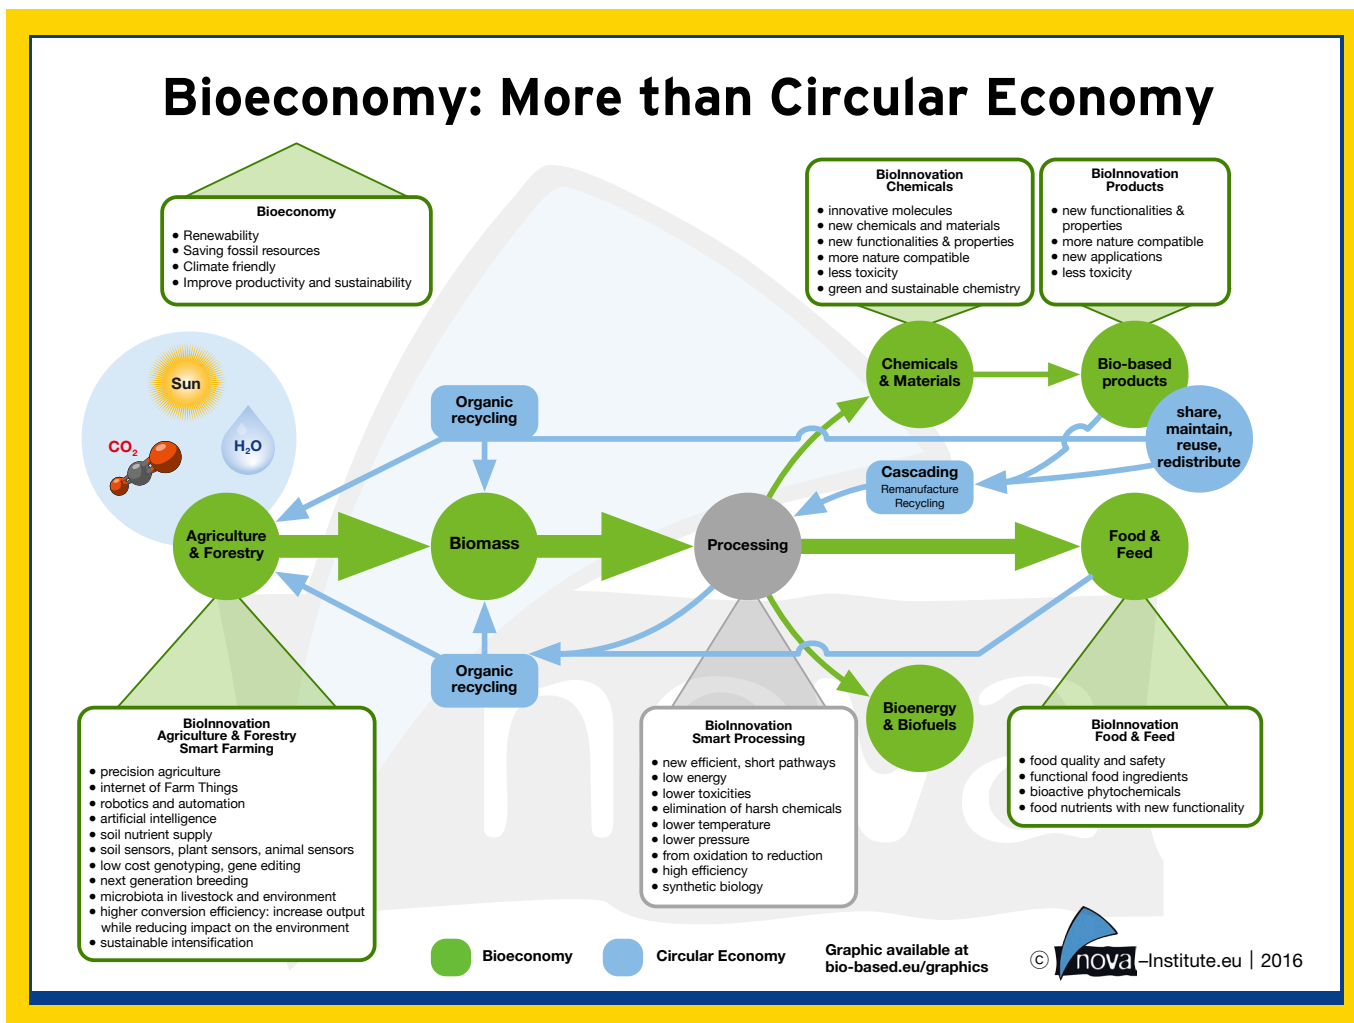 Bioeconomy: More than Circular Economy
Bioeconomy
• Renewability
• Saving fossil resources
• Climate friendly
• Improve productivity and sustainability
BioInnovation
Chemicals
• innovative molecules
• new chemicals and materials
• new functionalities & properties
• more nature compatible
• less toxicity
• green and sustainable chemistry
BioInnovation
Products
• new functionalities &
properties
• more nature compatible
• new applications
• less toxicity
Sun
CO2
H2O
Organic
recycling
Chemicals
& Materials
Bio-based
products
share,
maintain,
reuse,
redistribute
Cascading
Remanufacture
Recycling
Agriculture
& Forestry
Biomass
Processing
Food &
Feed
Organic
recycling
Bioenergy
& Biofuels
BioInnovation
Agriculture & Forestry
Smart Farming
• precision agriculture
• internet of Farm Things
• robotics and automation
• artificial intelligence
• soil nutrient supply
• soil sensors, plant sensors, animal sensors
• low cost genotyping, gene editing
• next generation breeding
• microbiota in livestock and environment
• higher conversion efficiency: increase output
while reducing impact on the environment
• sustainable intensification
BioInnovation
Smart Processing
• new efficient, short pathways
• low energy
• lower toxicities
• elimination of harsh chemicals
• lower temperature
• lower pressure
• from oxidation to reduction
• high efficiency
• synthetic biology
BioInnovation
Food & Feed
• food quality and safety
• functional food ingredients
• bioactive phytochemicals
• food nutrients with new functionality
nova
Bioeconomy
Circular Economy
Graphic available at
bio-based.eu/graphics
© nova–Institute.eu | 2016